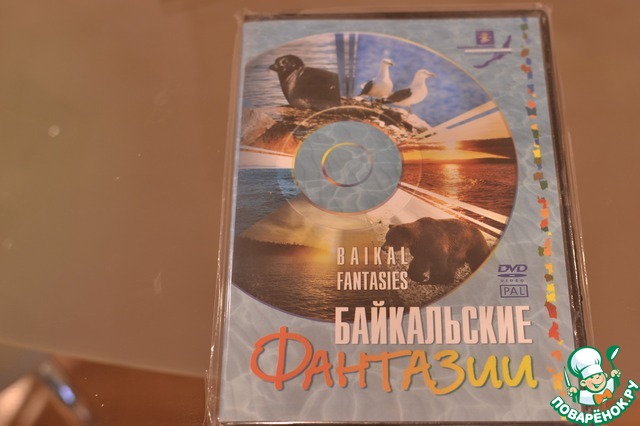 BAIKAL
FANTASIES
DVD
VIDEO
PAL
БАЙКАЛЬСКИЕ
ФАНТАЗИИ
ПОВАРЁНОК.РУ